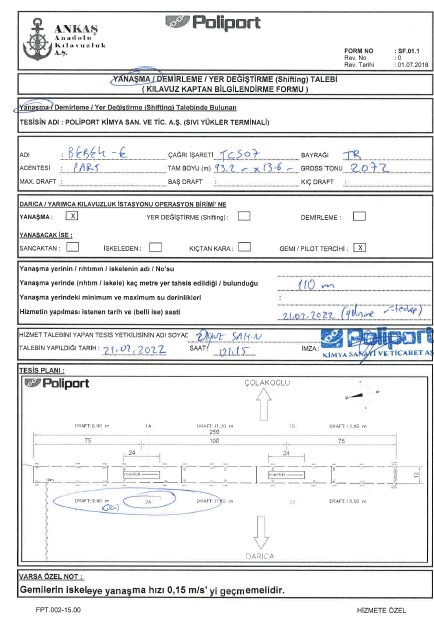 ANKAŞ
Anadolu
Kılavuzluk
A.Ş.
Poliport
FORM NO : SF.01.1
Rev. No : 0
Rev. Tarihi : 01.07.2018
YANAŞMA / DEMİRLEME / YER DEĞİŞTİRME (Shifting) TALEBİ
( KILAVUZ KAPTAN BİLGİLENDİRME FORMU )
Yanaşma / Demirleme / Yer Değiştirme (Shifting) Talebinde Bulunan
TESİSİN ADI : POLİPORT KİMYA SAN. VE TİC. A.Ş. (SIVI YÜKLER TERMİNALİ)
ADI : BEBEK-E ÇAĞRI İŞARETİ : TCSO7 BAYRAĞI TR
ACENTESİ : PART TAM BOYU (m) 93.2 - x 13.6 - GROSS TONU 2072
MAX. DRAFT : BAŞ DRAFT : KIÇ DRAFT :
DARICA / YARIMCA KILAVUZLUK İSTASYONU OPERASYON BİRİMİ' NE
YANAŞMA : X YER DEĞİŞTİRME (Shifting) : DEMİRLEME :
YANAŞACAK İSE :
SANCAKTAN : İSKELEDEN : KIÇTAN KARA : GEMİ / PİLOT TERCİHİ : X
Yanaşma yerinin / rıhtımın / iskelenin adı / No'su
Yanaşma yerinde (rıhtım / iskele) kaç metre yer tahsis edildiği / bulunduğu 110 m
Yanaşma yerindeki minimum ve maximum su derinlikleri :
Hizmetin yapılması istenen tarih ve (belli ise) saati 21.02.2022
HİZMET TALEBİNİ YAPAN TESİS YETKİLİSİNİN ADI SOYADI
TALEBİN YAPILDIĞI TARİH : 21.02.2022 SAAT : 01.15 İMZA :
Poliport
KİMYA SANAYİ VE TİCARET AŞ
TESİS PLANI :
Poliport
ÇOLAKOĞLU
DRAFT: 9.90 m 1A DRAFT: 11.50 m 1B DRAFT: 13.50 m
250
75 100 75
24 24
DRAFT: 9.90 m 2A DRAFT: 11.50 m 2B DRAFT: 13.50 m
DARICA
VARSA ÖZEL NOT :
Gemilerin iskeleye yanaşma hızı 0,15 m/s' yi geçmemelidir.
FPT.002-15.00 HİZMETE ÖZEL